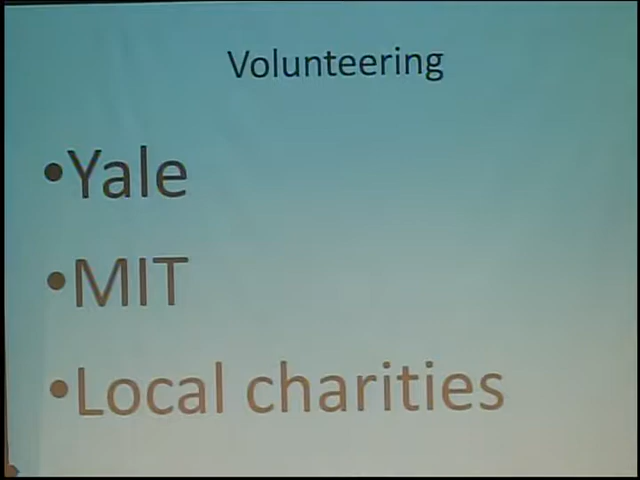 Volunteering
•Yale
•MIT
•Local charities